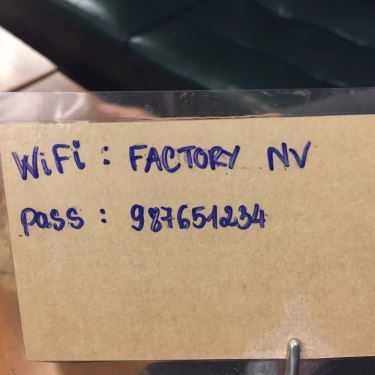 WiFi : FACTORY NV
pass : 987651234